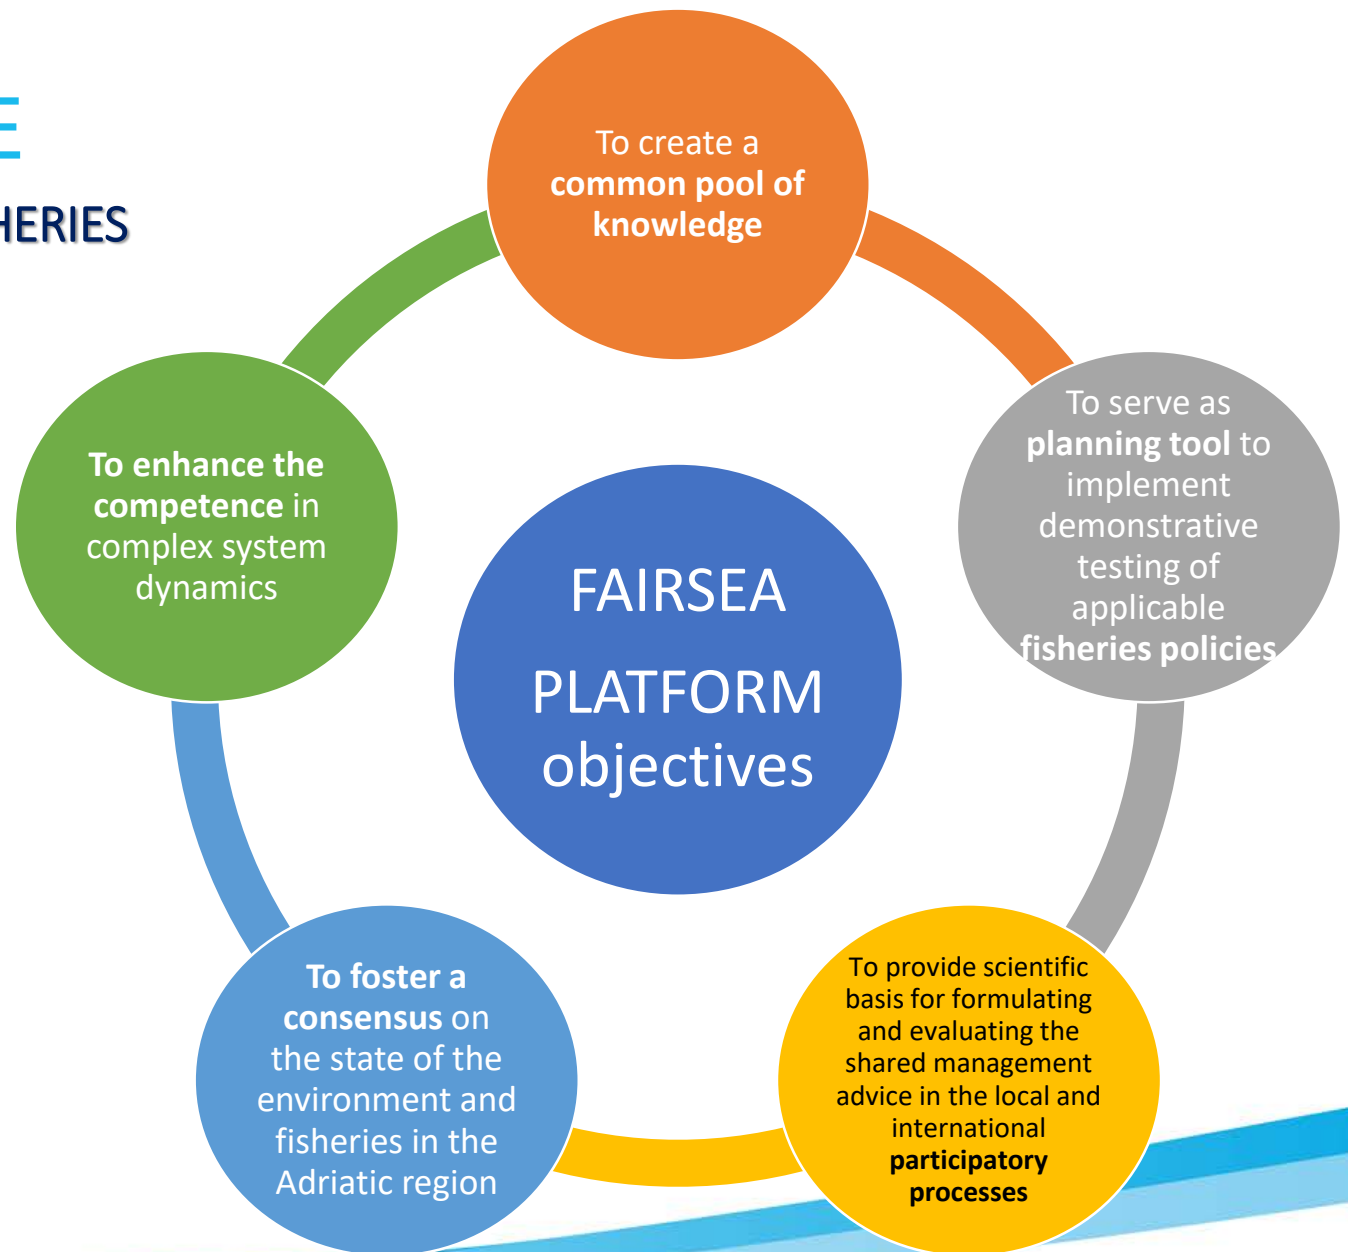 E
HERIES
To create a
common pool of
knowledge
To serve as
planning tool to
implement
demonstrative
testing of
applicable
fisheries policies
To enhance the
competence in
complex system
dynamics
FAIRSEA
PLATFORM
objectives
To foster a
consensus on
the state of the
environment and
fisheries in the
Adriatic region
To provide scientific
basis for formulating
and evaluating the
shared management
advice in the local and
international
participatory
processes